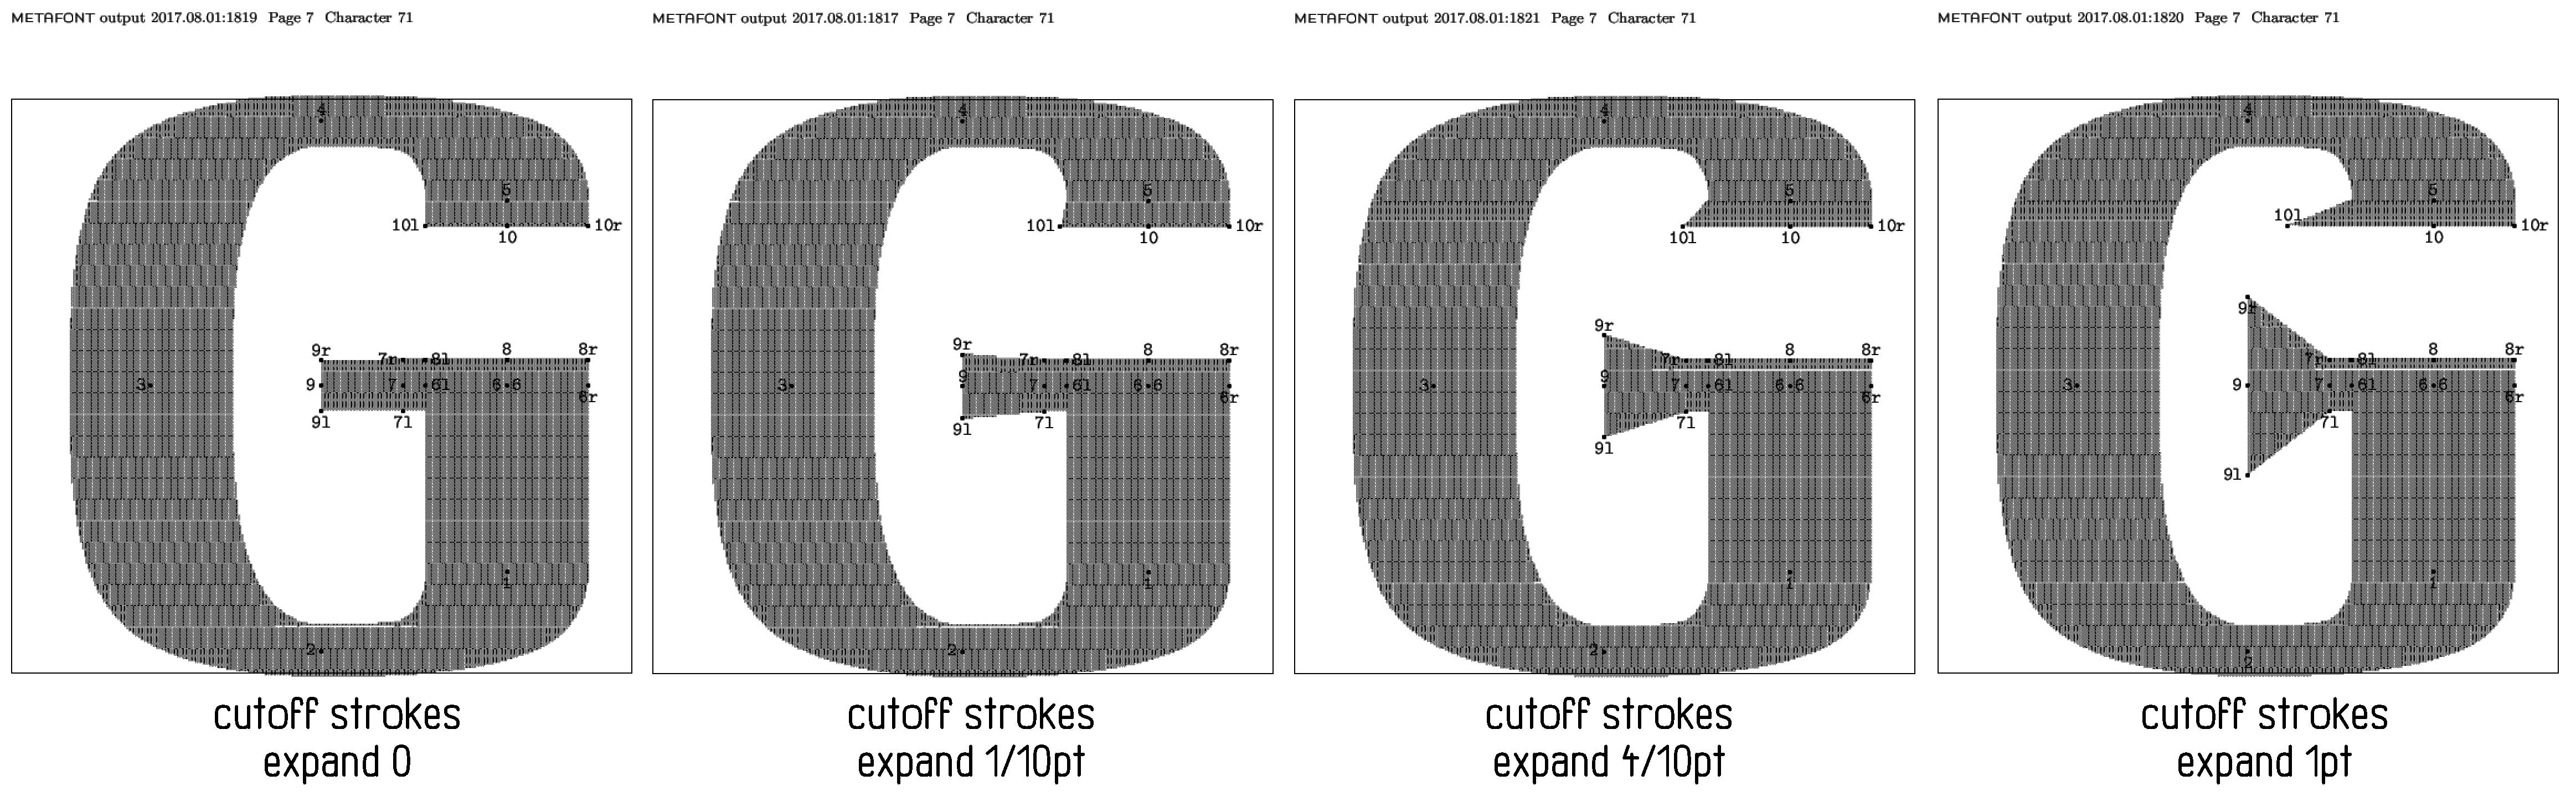 METAFONT output 2017.08.01:1819 Page 7 Character 71
4
5
10l
10
10r
9r
7r
8l
8
8r
3
9
7
6l
6
6
6r
9l
7l
1
2
cutoff strokes
expand 0
METAFONT output 2017.08.01:1817 Page 7 Character 71
4
5
10l
10
10r
9r
7r
8l
8
8r
3
9
7
6l
6
6
6r
9l
7l
1
2
cutoff strokes
expand 1/10pt
METAFONT output 2017.08.01:1821 Page 7 Character 71
4
5
10l
10
10r
9r
7r
8l
8
8r
3
9
7
6l
6
6
6r
9l
7l
1
2
cutoff strokes
expand 4/10pt
METAFONT output 2017.08.01:1820 Page 7 Character 71
4
5
10l
10
10r
9r
7r
8l
8
8r
3
9
7
6l
6
6
6r
9l
7l
1
2
cutoff strokes
expand 1pt